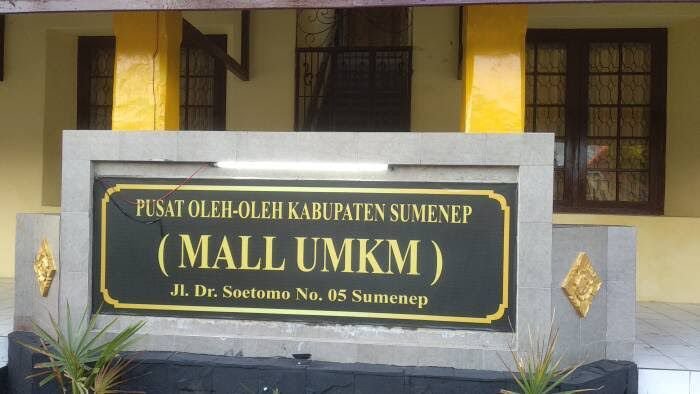 PUSAT OLEH-OLEH KABUPATEN SUMENEP
( MALL UMKM )
Jl. Dr. Soetomo No. 05 Sumenep